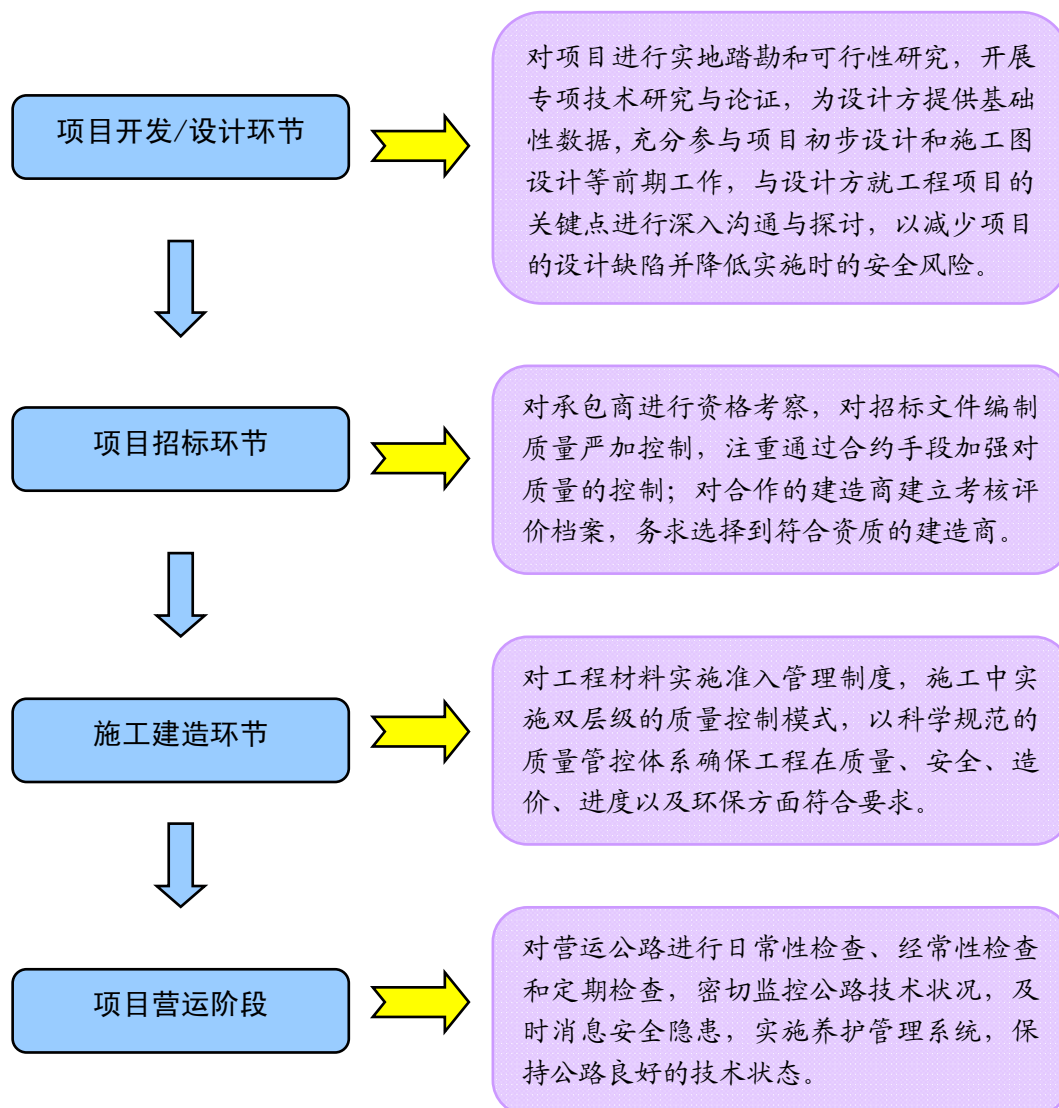 项目开发/设计环节
对项目进行实地踏勘和可行性研究，开展
专项技术研究与论证，为设计方提供基础
性数据，充分参与项目初步设计和施工图
设计等前期工作，与设计方就工程项目的
关键点进行深入沟通与探讨，以减少项目
的设计缺陷并降低实施时的安全风险。
项目招标环节
对承包商进行资格考察，对招标文件编制
质量严加控制，注重通过合约手段加强对
质量的控制；对合作的建造商建立考核评
价档案，务求选择到符合资质的建造商。
施工建造环节
对工程材料实施准入管理制度，施工中实
施双层级的质量控制模式，以科学规范的
质量管控体系确保工程在质量、安全、造
价、进度以及环保方面符合要求。
项目营运阶段
对营运公路进行日常性检查、经常性检查
和定期检查，密切监控公路技术状况，及
时消息安全隐患，实施养护管理系统，保
持公路良好的技术状态。